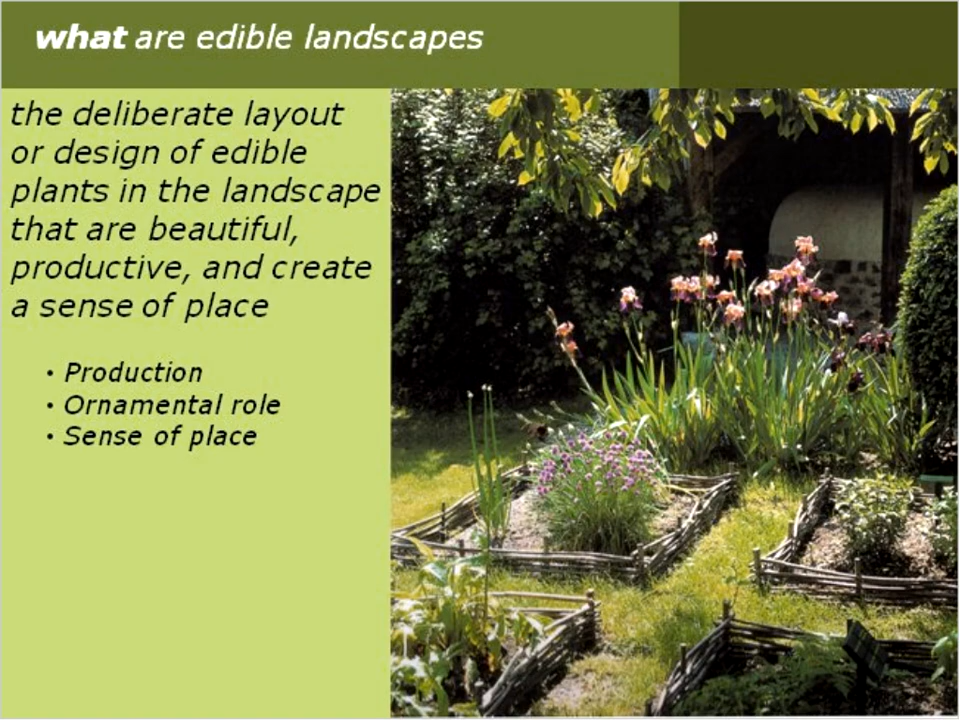 what are edible landscapes
the deliberate layout
or design of edible
plants in the landscape
that are beautiful,
productive, and create
a sense of place
• Production
• Ornamental role
• Sense of place